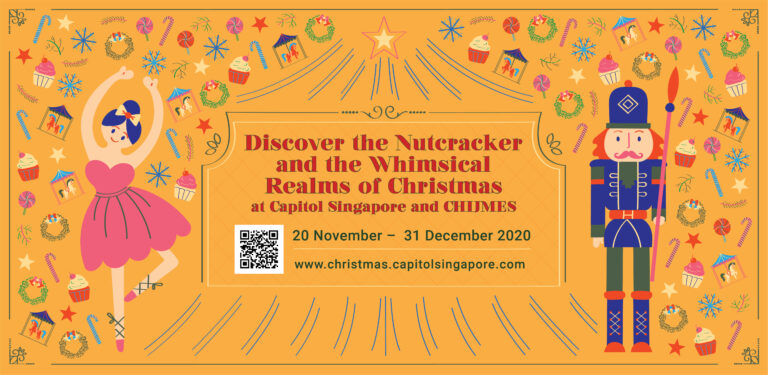 Discover the Nutcracker
and the Whimsical
Realms of Christmas
at Capitol Singapore and CHIJMES
20 November – 31 December 2020
www.christmas.capitolsingapore.com